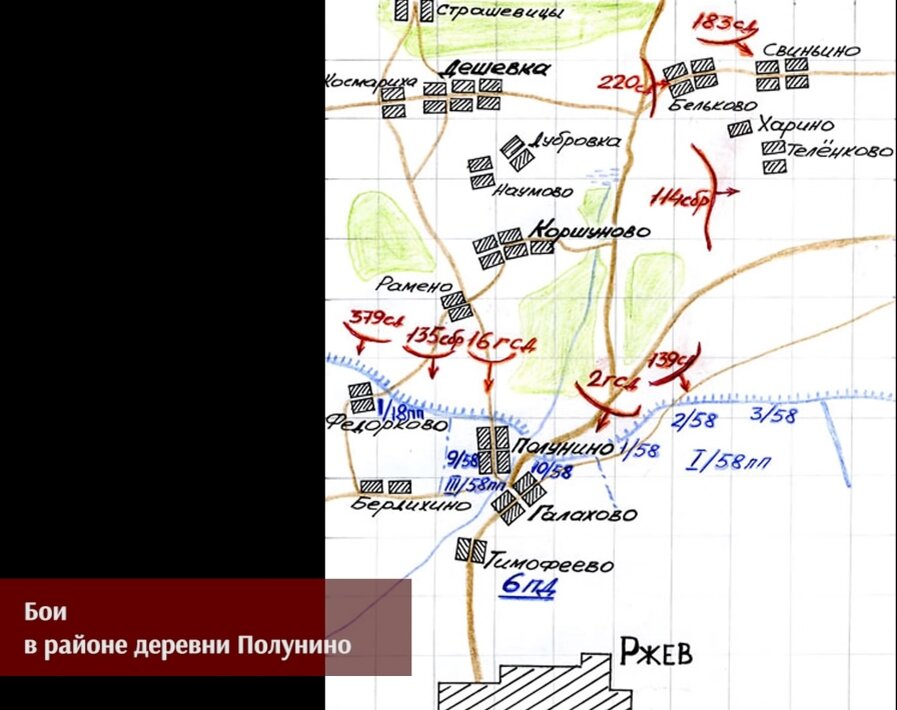 Страшевицы
183сд
Свиньино
Космариха
Дешевка
220сд
Бельково
Харино
Дубровка
Телёнково
Наумово
114сбр
Коршуново
Рамено
379сд
135сбр
16гсд
139сд
2гсд
I/18пп
Федорково
2/58
3/58
Полунино
1/58
9/58
10/58
I/58пп
III/58пп
Берлихино
Галахово
Тимофеево
6пд
Бои
в районе деревни Полунино
Ржев